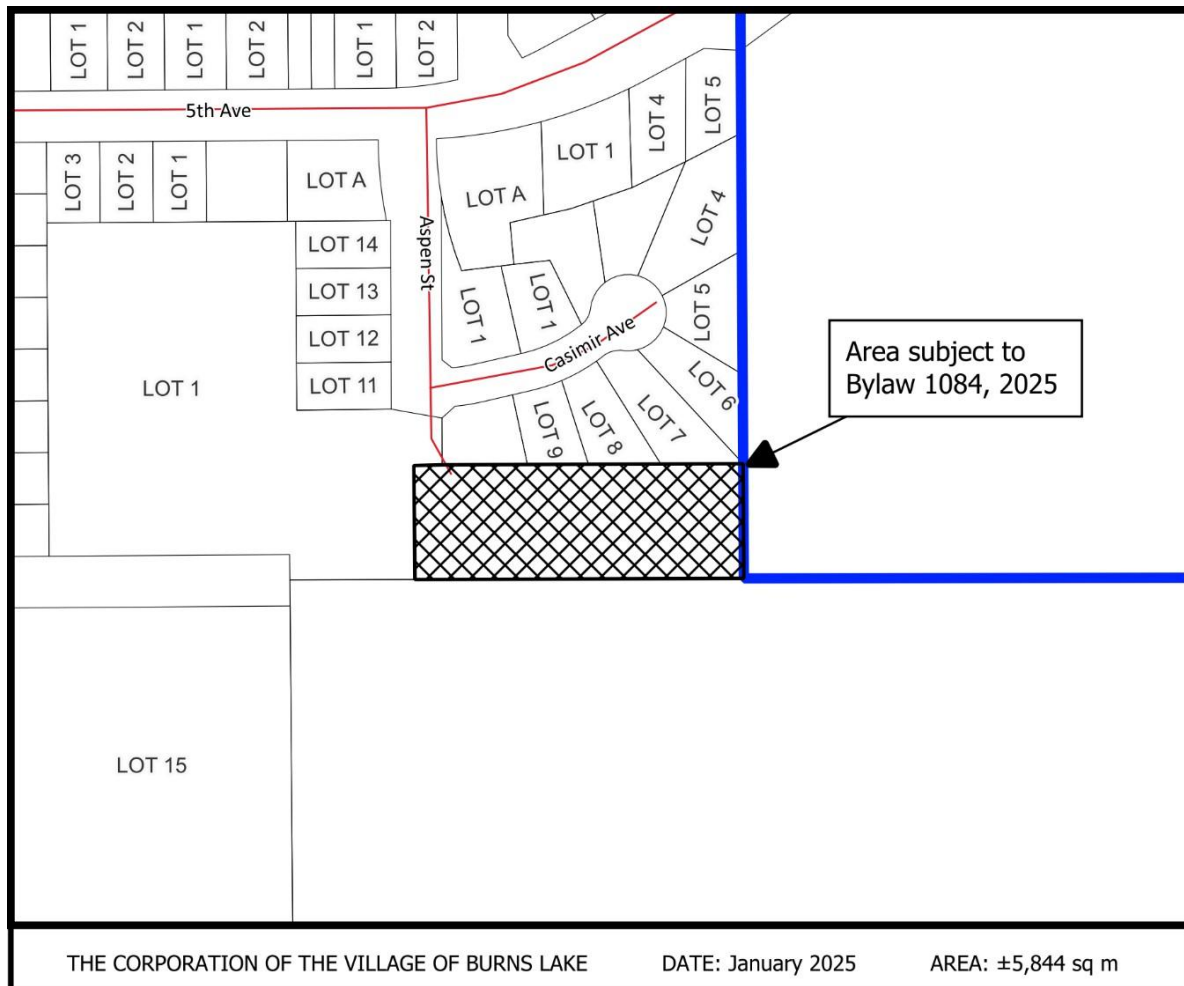 LOT 1
LOT 2
LOT 1
LOT 2
LOT 1
LOT 2
5th Ave
LOT 3
LOT 2
LOT 1
LOT A
LOT A
LOT 1
LOT 4
LOT 5
LOT 14
LOT 13
LOT 12
LOT 11
Aspen St
LOT 1
LOT 1
LOT 4
LOT 5
Casimir Ave
LOT 6
LOT 7
LOT 8
LOT 9
LOT 1
Area subject to
Bylaw 1084, 2025
LOT 15
THE CORPORATION OF THE VILLAGE OF BURNS LAKE DATE: January 2025 AREA: ±5,844 sq m